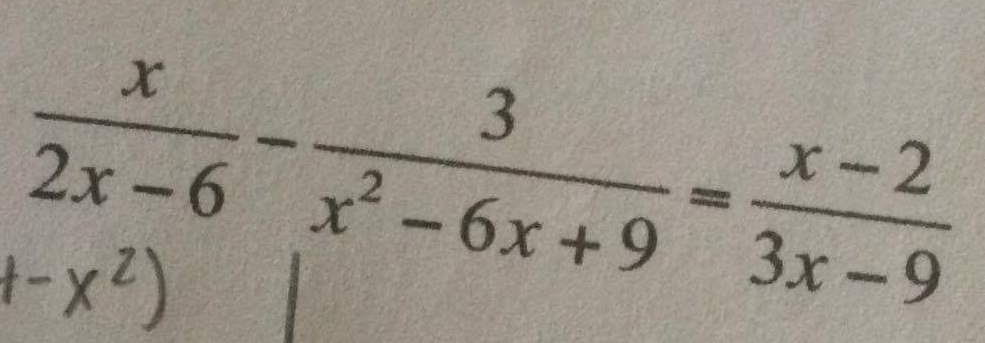 x/(2x − 6) − 3/(x² − 6x + 9) = (x − 2)/(3x − 9)
-x²)